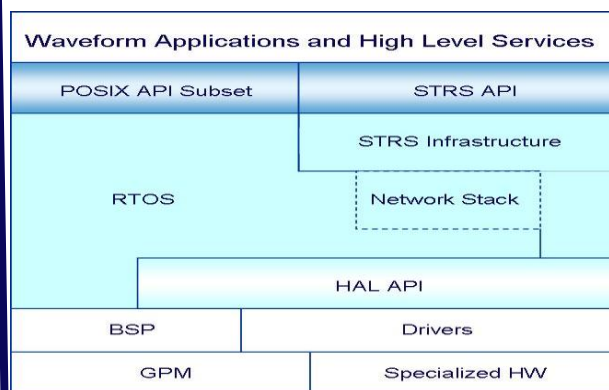 Waveform Applications and High Level Services
POSIX API Subset
STRS API
STRS Infrastructure
RTOS
Network Stack
HAL API
BSP
Drivers
GPM
Specialized HW